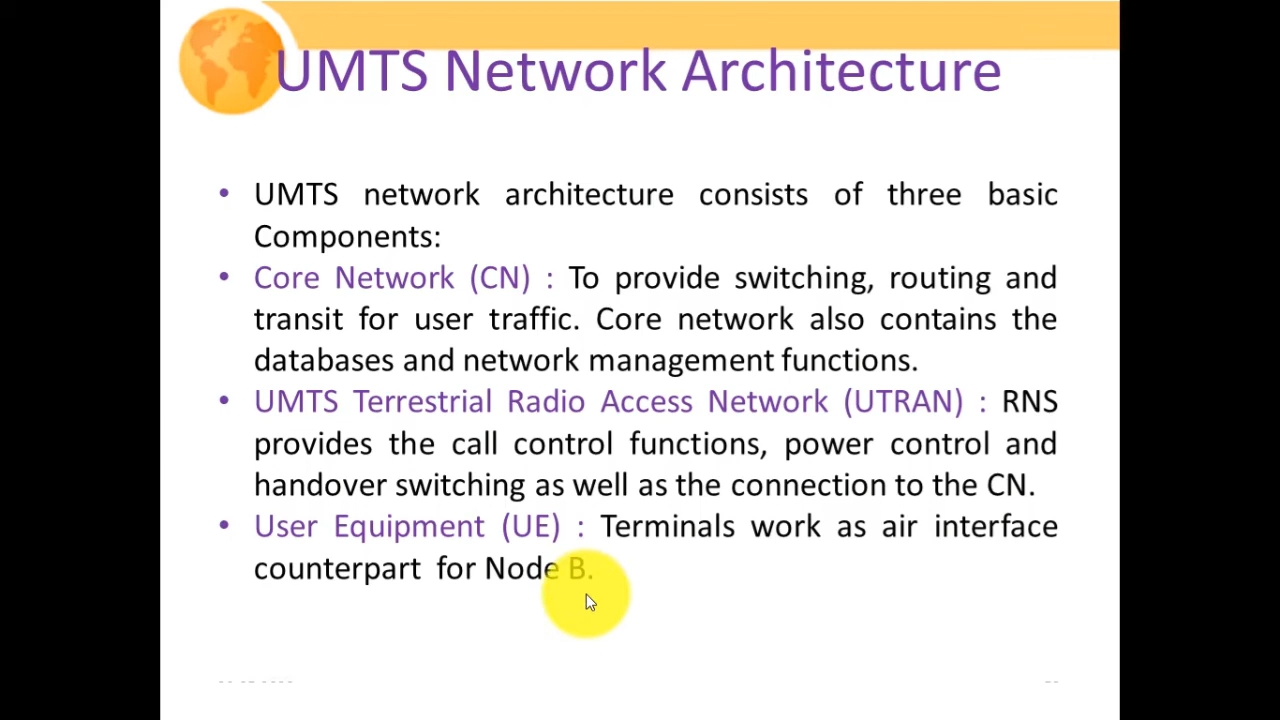 UMTS Network Architecture
• UMTS network architecture consists of three basic
Components:
• Core Network (CN) : To provide switching, routing and
transit for user traffic. Core network also contains the
databases and network management functions.
• UMTS Terrestrial Radio Access Network (UTRAN) : RNS
provides the call control functions, power control and
handover switching as well as the connection to the CN.
• User Equipment (UE) : Terminals work as air interface
counterpart for Node B.